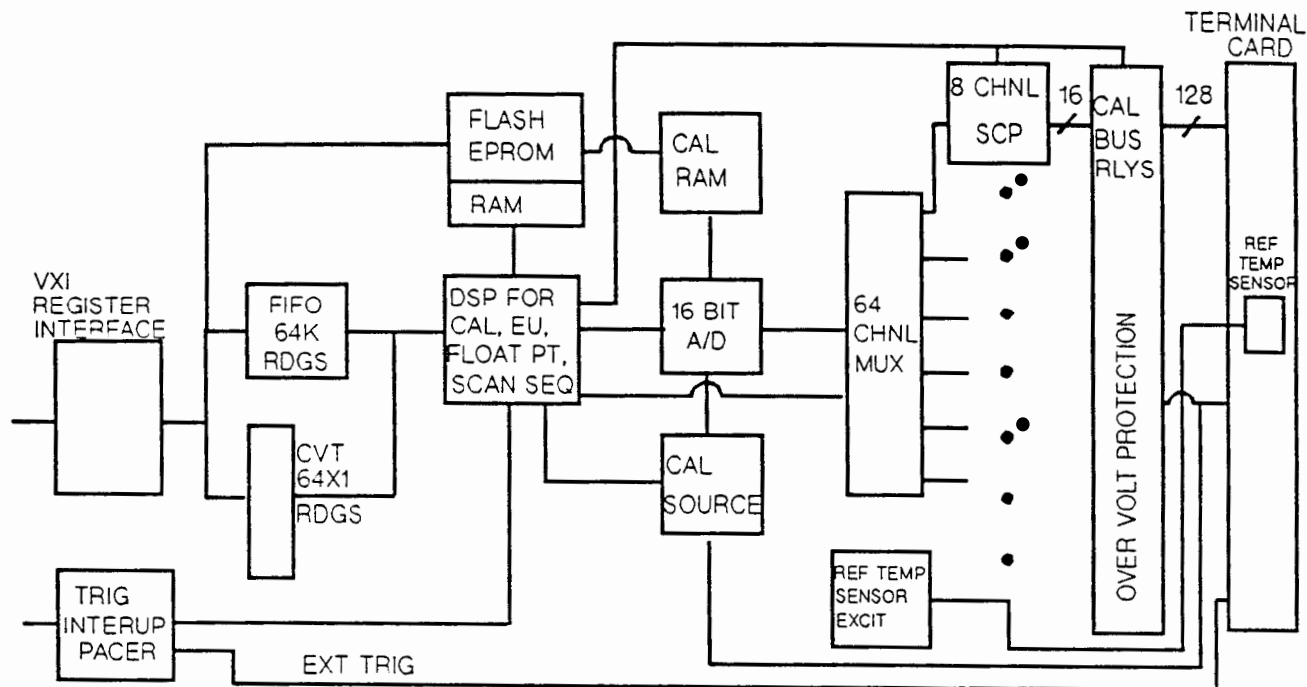 TERMINAL
CARD
8 CHNL
SCP
16
CAL
BUS
RLYS
128
FLASH
EPROM
RAM
CAL
RAM
REF
TEMP
SENSOR
VXI
REGISTER
INTERFACE
FIFO
64K
RDGS
DSP FOR
CAL, EU,
FLOAT PT,
SCAN SEQ
16 BIT
A/D
64
CHNL
MUX
CVT
64X1
RDGS
CAL
SOURCE
OVER VOLT PROTECTION
REF TEMP
SENSOR
EXCIT
TRIG
INTERUP
PACER
EXT TRIG